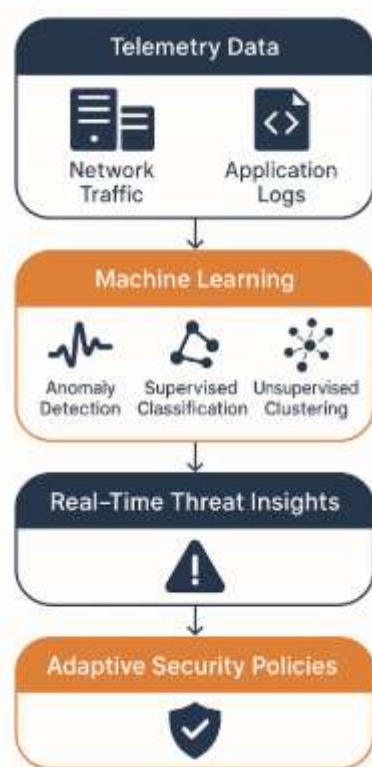 Telemetry Data
Network
Traffic
Application
Logs
Machine Learning
Anomaly
Detection
Supervised
Classification
Unsupervised
Clustering
Real-Time Threat Insights
Adaptive Security Policies